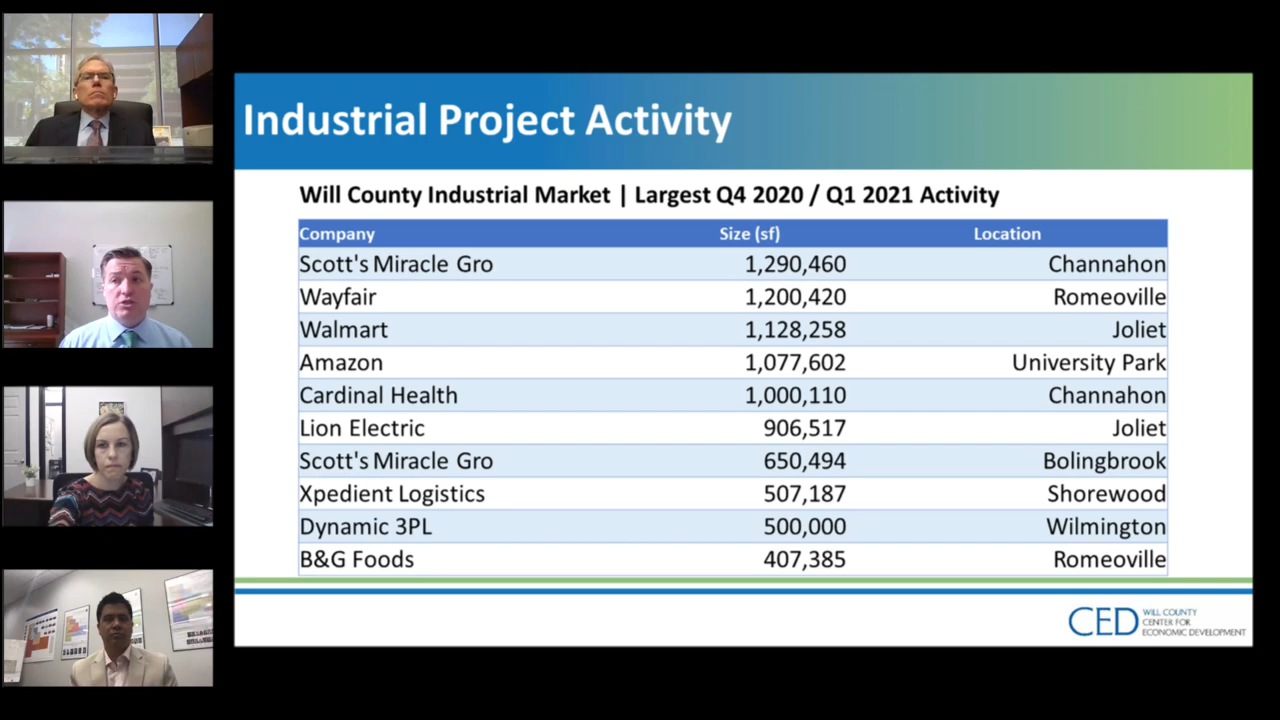 Industrial Project Activity
Will County Industrial Market | Largest Q4 2020 / Q1 2021 Activity
Company Size (sf) Location
Scott's Miracle Gro 1,290,460 Channahon
Wayfair 1,200,420 Romeoville
Walmart 1,128,258 Joliet
Amazon 1,077,602 University Park
Cardinal Health 1,000,110 Channahon
Lion Electric 906,517 Joliet
Scott's Miracle Gro 650,494 Bolingbrook
Xpedient Logistics 507,187 Shorewood
Dynamic 3PL 500,000 Wilmington
B&G Foods 407,385 Romeoville
CED
WILL COUNTY
CENTER FOR
ECONOMIC DEVELOPMENT